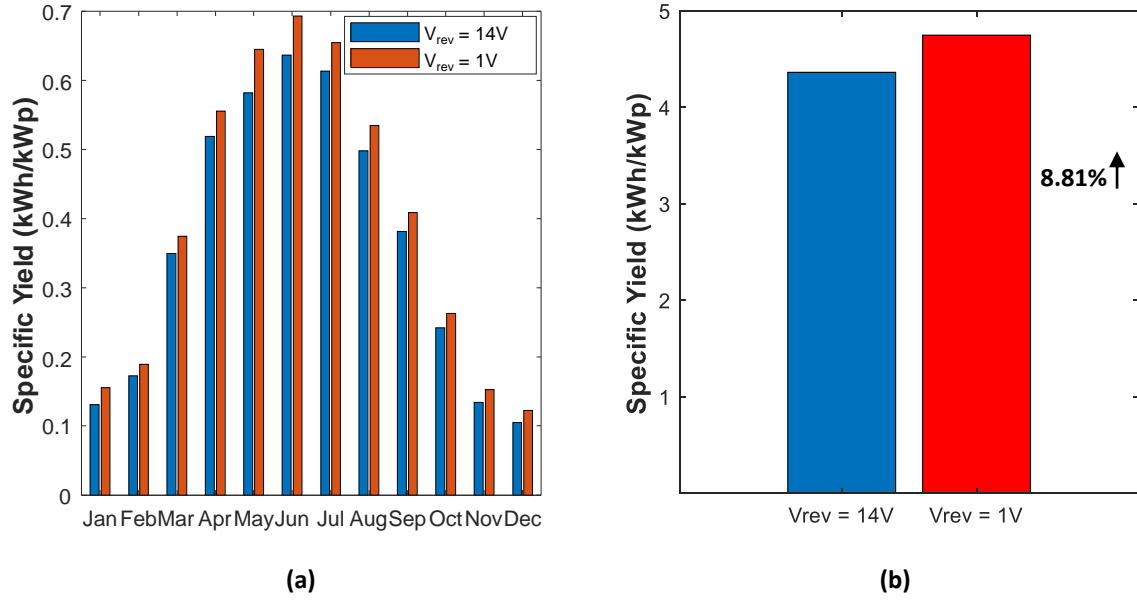 Specific Yield (kWh/kWp)
0.7
0.6
0.5
0.4
0.3
0.2
0.1
0
V_rev = 14V
V_rev = 1V
Jan Feb Mar Apr May Jun Jul Aug Sep Oct Nov Dec
(a)
Specific Yield (kWh/kWp)
5
4
3
2
1
8.81%
Vrev = 14V Vrev = 1V
(b)